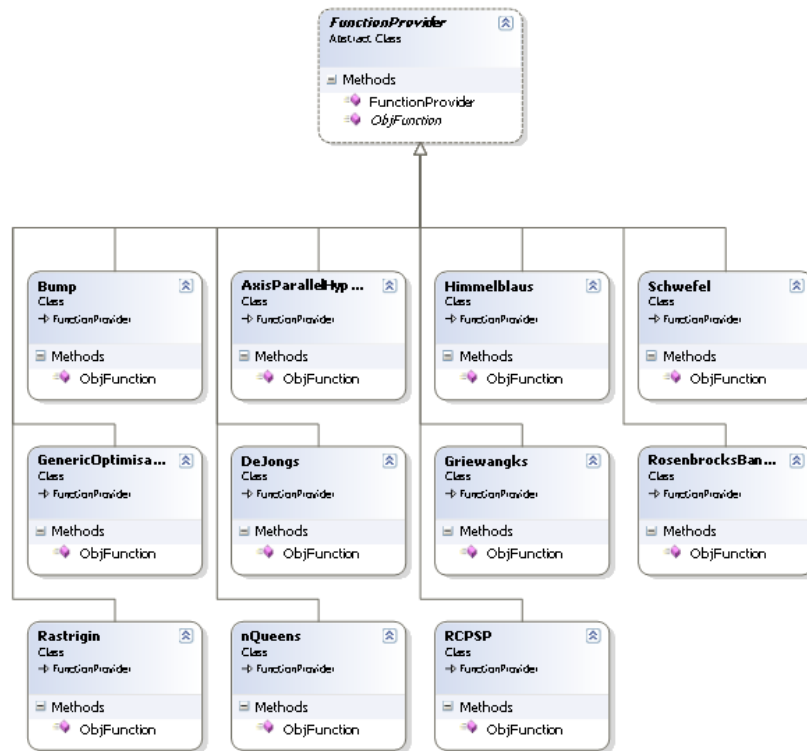 FunctionProvider
Abstract Class
Methods
FunctionProvider
ObjFunction
Bump
Class
FunctionProvider
Methods
ObjFunction
AxisParallelHyp ...
Class
FunctionProvider
Methods
ObjFunction
Himmelblaus
Class
FunctionProvider
Methods
ObjFunction
Schwefel
Class
FunctionProvider
Methods
ObjFunction
GenericOptimisa...
Class
FunctionProvider
Methods
ObjFunction
DeJongs
Class
FunctionProvider
Methods
ObjFunction
Griewangks
Class
FunctionProvider
Methods
ObjFunction
RosenbrocksBan...
Class
FunctionProvider
Methods
ObjFunction
Rastrigin
Class
FunctionProvider
Methods
ObjFunction
nQueens
Class
FunctionProvider
Methods
ObjFunction
RCPSP
Class
FunctionProvider
Methods
ObjFunction